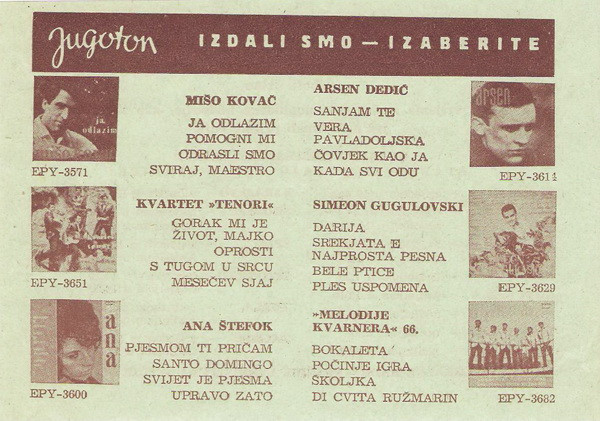 Jugoton IZDALI SMO — IZABERITE
MIŠO KOVAČ
JA ODLAZIM
POMOGNI MI
ODRASLI SMO
SVIRAJ, MAESTRO
ja
odlazim
EPY-3571
ARSEN DEDIĆ
SANJAM TE
VERA
PAVLADOLJSKA
ČOVJEK KAO JA
KADA SVI ODU
arsen
EPY-3614
KVARTET »TENORI«
GORAK MI JE
ŽIVOT, MAJKO
OPROSTI
S TUGOM U SRCU
MESEČEV SJAJ
EPY-3651
SIMEON GUGULOVSKI
DARIJA
SREKJATA E
NAJPROSTA PESNA
BELE PTICE
PLES USPOMENA
EPY-3629
ANA ŠTEFOK
PJESMOM TI PRIČAM
SANTO DOMINGO
SVIJET JE PJESMA
UPRAVO ZATO
ana
EPY-3600
»MELODIJE
KVARNERA« 66.
BOKALETA
POČINJE IGRA
ŠKOLJKA
DI CVITA RUŽMARIN
EPY-3682